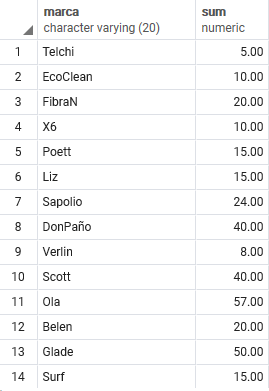 marca sum
character varying (20) numeric
1 Telchi 5.00
2 EcoClean 10.00
3 FibraN 20.00
4 X6 10.00
5 Poett 15.00
6 Liz 15.00
7 Sapolio 24.00
8 DonPaño 40.00
9 Verlin 8.00
10 Scott 40.00
11 Ola 57.00
12 Belen 20.00
13 Glade 50.00
14 Surf 15.00